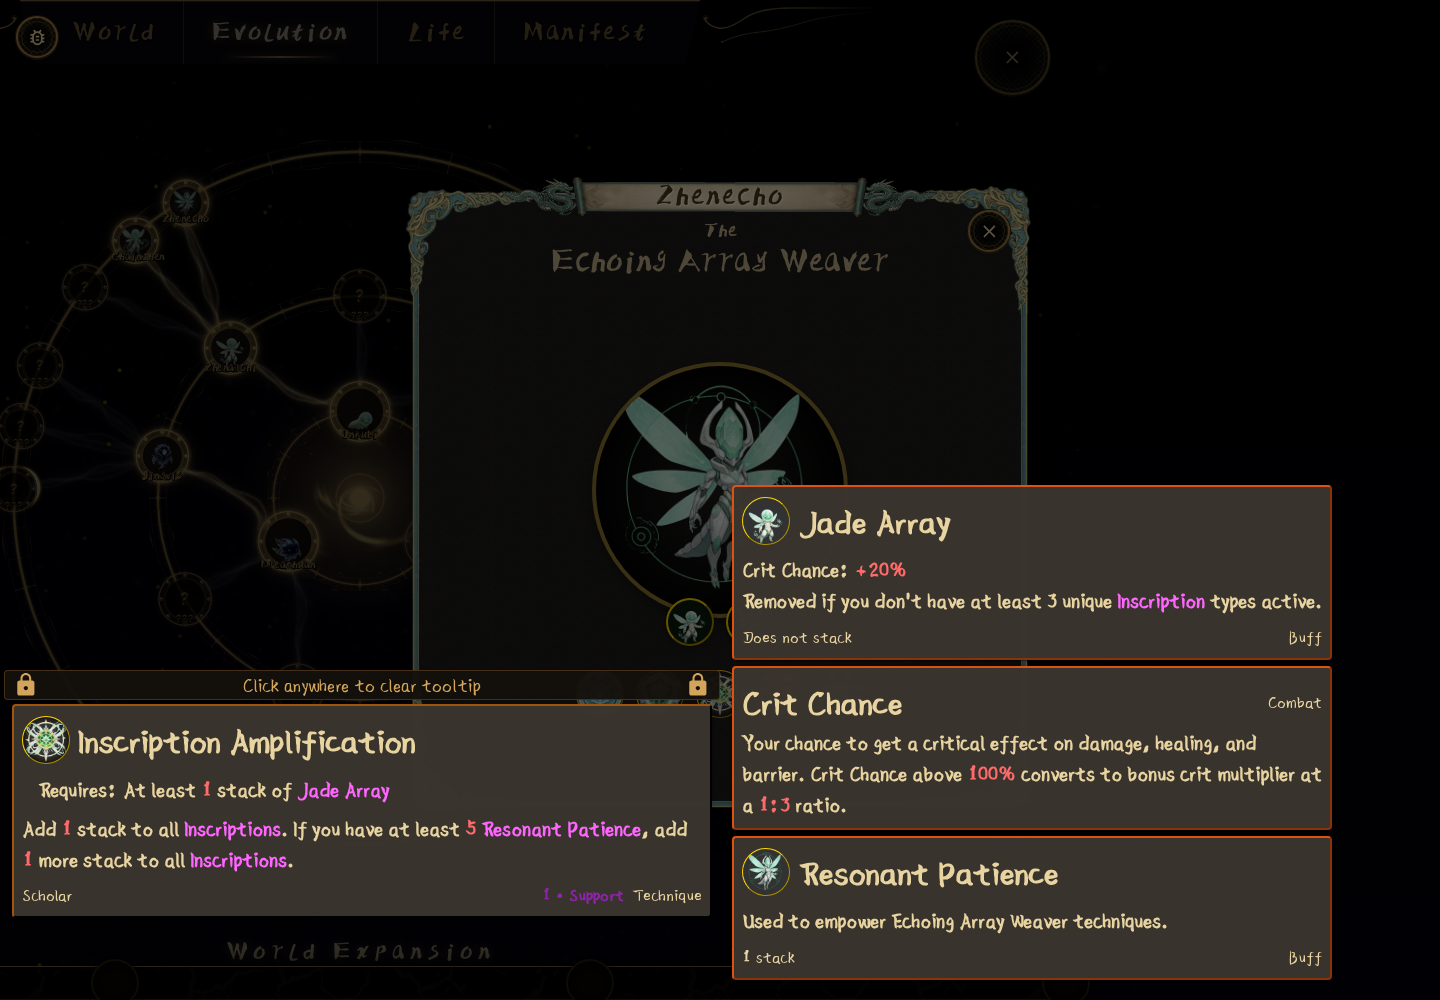 World
Evolution
Life
Manifest
Zhenecho
The
Echoing Array Weaver
?
?
?
?
?
?
Jade Array
Crit Chance: +20%
Removed if you don't have at least 3 unique Inscription types active.
Does not stack
Buff
Click anywhere to clear tooltip
Crit Chance
Combat
Your chance to get a critical effect on damage, healing, and
barrier. Crit Chance above 100% converts to bonus crit multiplier at
a 1:3 ratio.
Inscription Amplification
Requires: At least 1 stack of Jade Array
Add 1 stack to all Inscriptions. If you have at least 5 Resonant Patience, add
1 more stack to all Inscriptions.
Scholar
1 • Support Technique
Resonant Patience
Used to empower Echoing Array Weaver techniques.
1 stack
Buff
World Expansion